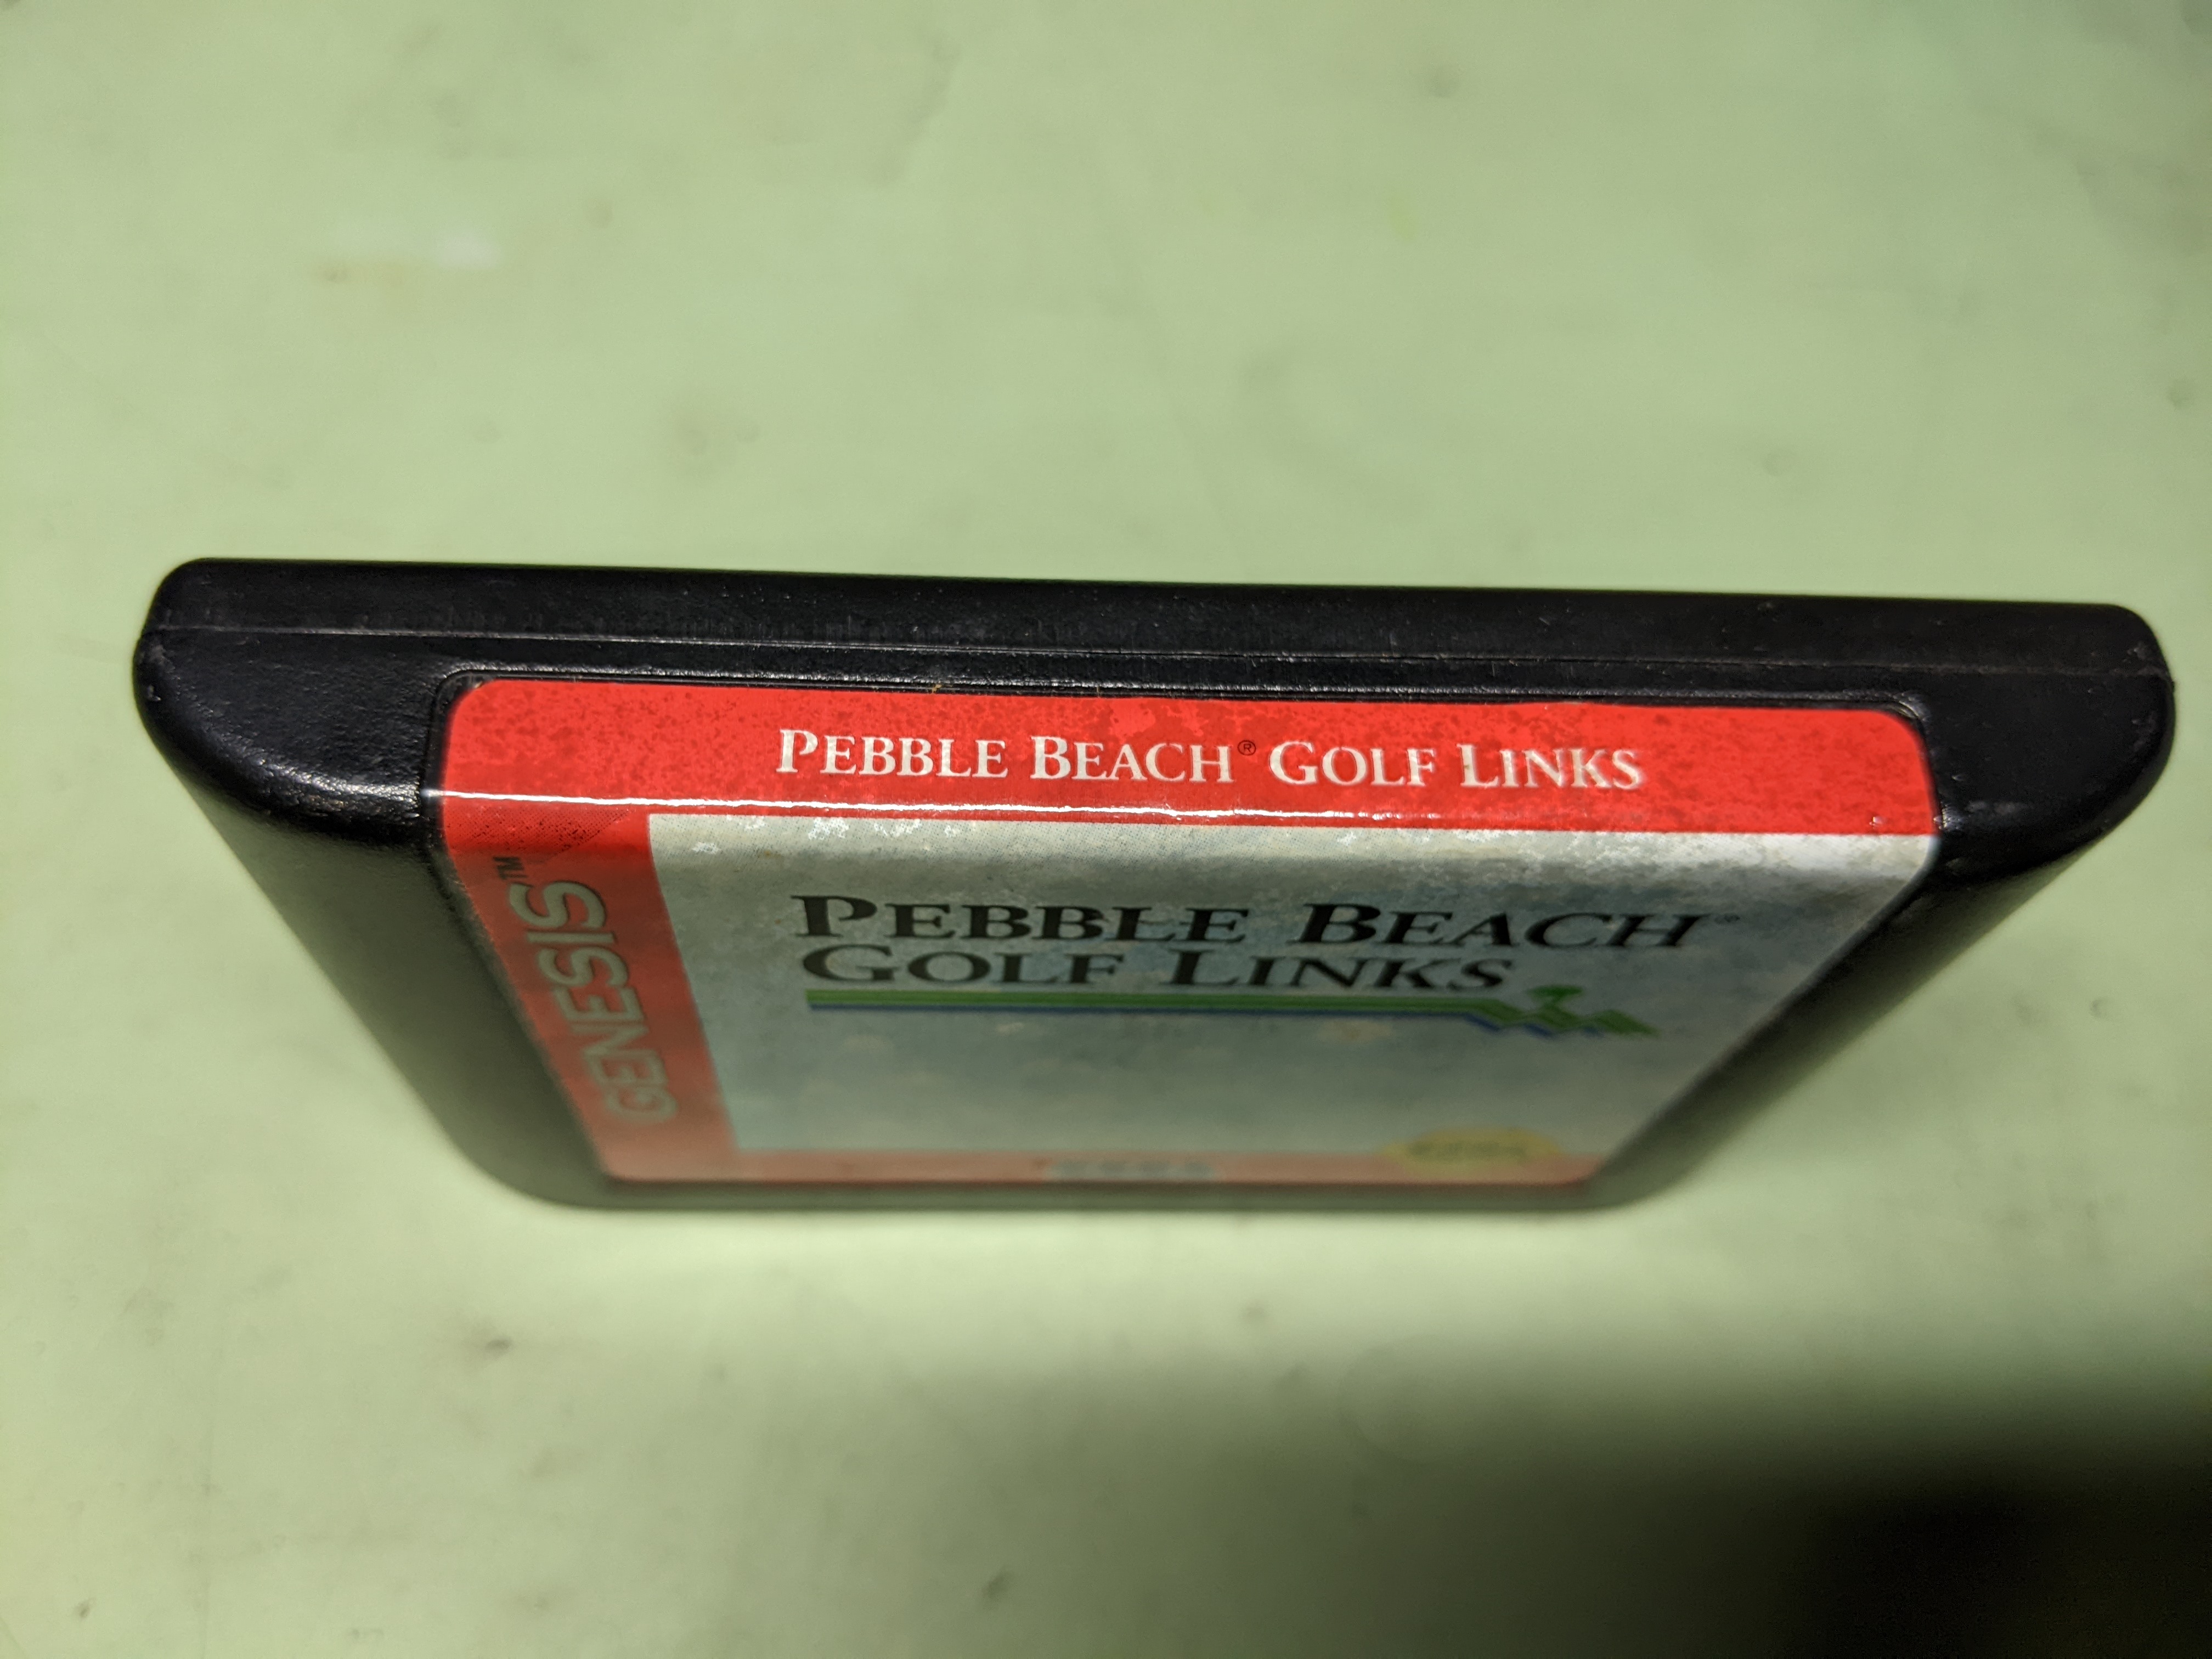 PEBBLE BEACH® GOLF LINKS
PEBBLE BEACH®
GOLF LINKS
GENESIS™